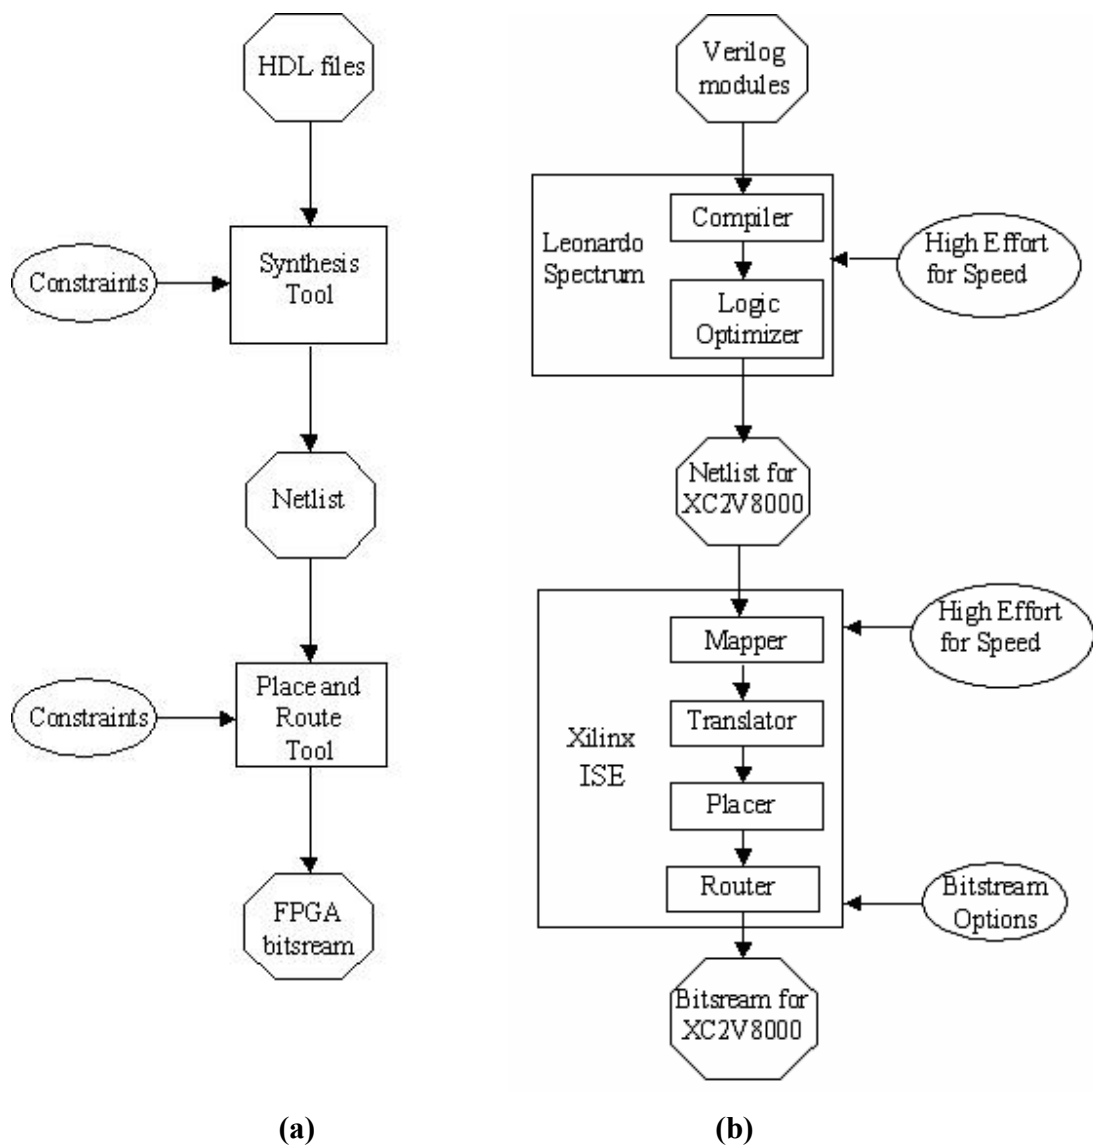 HDL files
Constraints
Synthesis
Tool
Netlist
Constraints
Place and
Route
Tool
FPGA
bitsream
(a)
Verilog
modules
Leonardo
Spectrum
Compiler
Logic
Optimizer
High Effort
for Speed
Netlist for
XC2V8000
Xilinx
ISE
Mapper
Translator
Placer
Router
High Effort
for Speed
Bitstream
Options
Bitsream for
XC2V8000
(b)